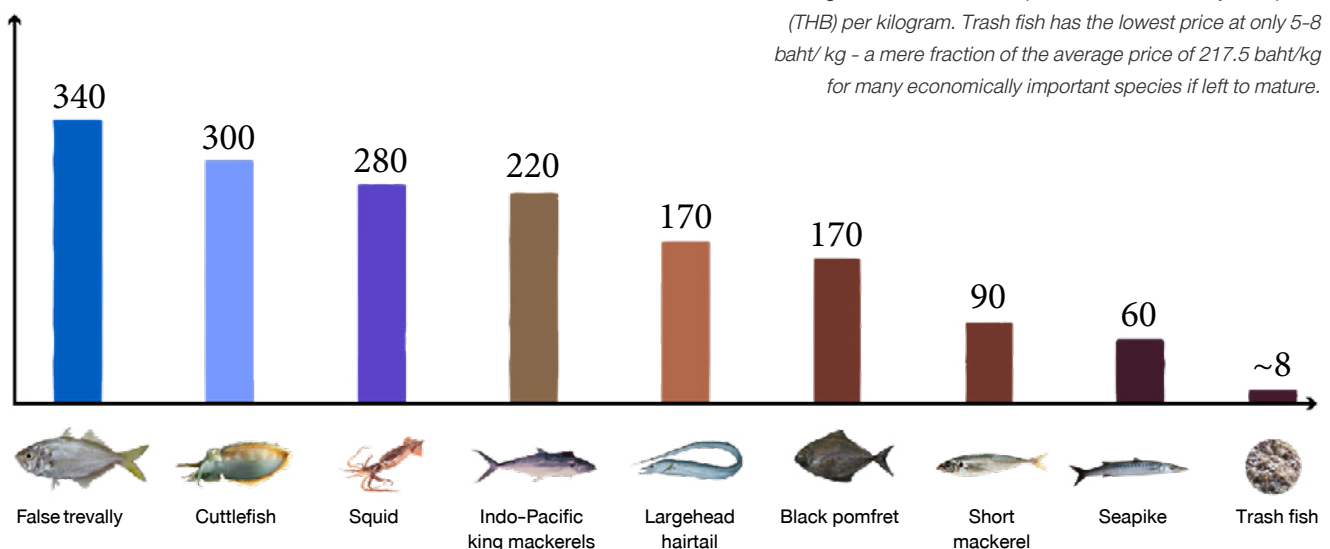 (THB) per kilogram. Trash fish has the lowest price at only 5-8
baht/ kg - a mere fraction of the average price of 217.5 baht/kg
for many economically important species if left to mature.
340
300
280
220
170
170
90
60
~8
False trevally
Cuttlefish
Squid
Indo-Pacific
king mackerels
Largehead
hairtail
Black pomfret
Short
mackerel
Seapike
Trash fish